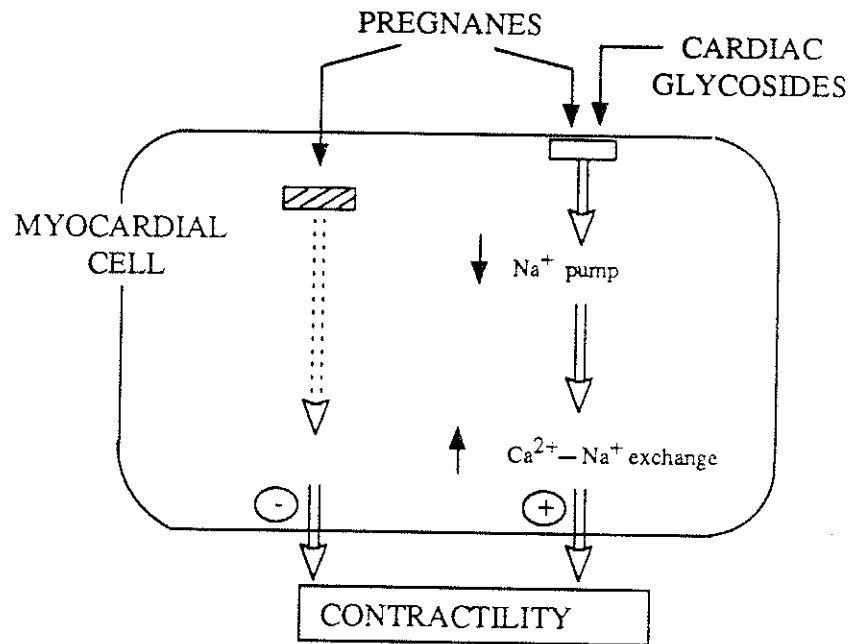 PREGNANES
CARDIAC
GLYCOSIDES
MYOCARDIAL
CELL
Na+ pump
Ca2+ – Na+ exchange
-
+
CONTRACTILITY